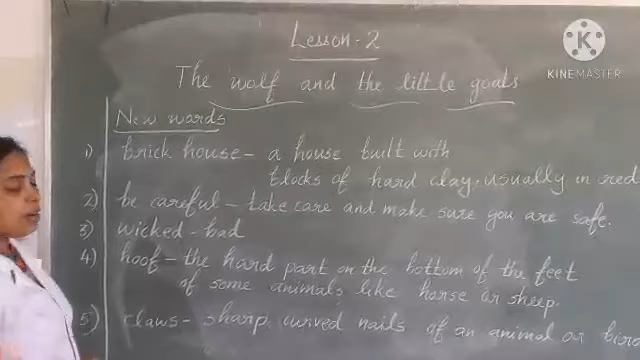 Lesson-2
The wolf and the little goats
New words
1) brick house - a house built with
blocks of hard clay, usually in red
2) be careful - take care and make sure you are safe.
3) wicked - bad
4) hoof - the hard part on the bottom of the feet
of some animals like horse or sheep.
5) claws - sharp, curved nails of an animal or bird
K
KINEMASTER